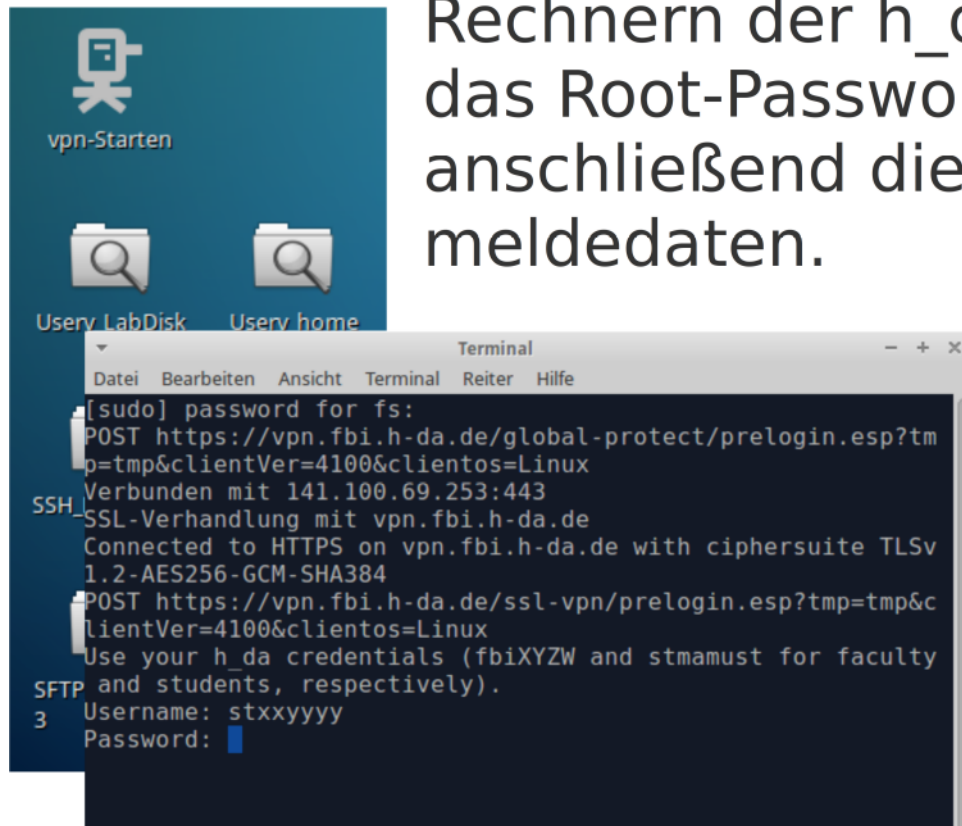 Rechnern der h_
das Root-Passwo
anschließend die
meldedaten.
vpn-Starten
Userv LabDisk
Userv home
SSH_
SFTP
3
Terminal
Datei Bearbeiten Ansicht Terminal Reiter Hilfe
[sudo] password for fs:
POST https://vpn.fbi.h-da.de/global-protect/prelogin.esp?tm
p=tmp&clientVer=4100&clientos=Linux
Verbunden mit 141.100.69.253:443
SSL-Verhandlung mit vpn.fbi.h-da.de
Connected to HTTPS on vpn.fbi.h-da.de with ciphersuite TLSv
1.2-AES256-GCM-SHA384
POST https://vpn.fbi.h-da.de/ssl-vpn/prelogin.esp?tmp=tmp&c
lientVer=4100&clientos=Linux
Use your h_da credentials (fbiXYZW and stmamust for faculty
and students, respectively).
Username: stxxyyyy
Password: